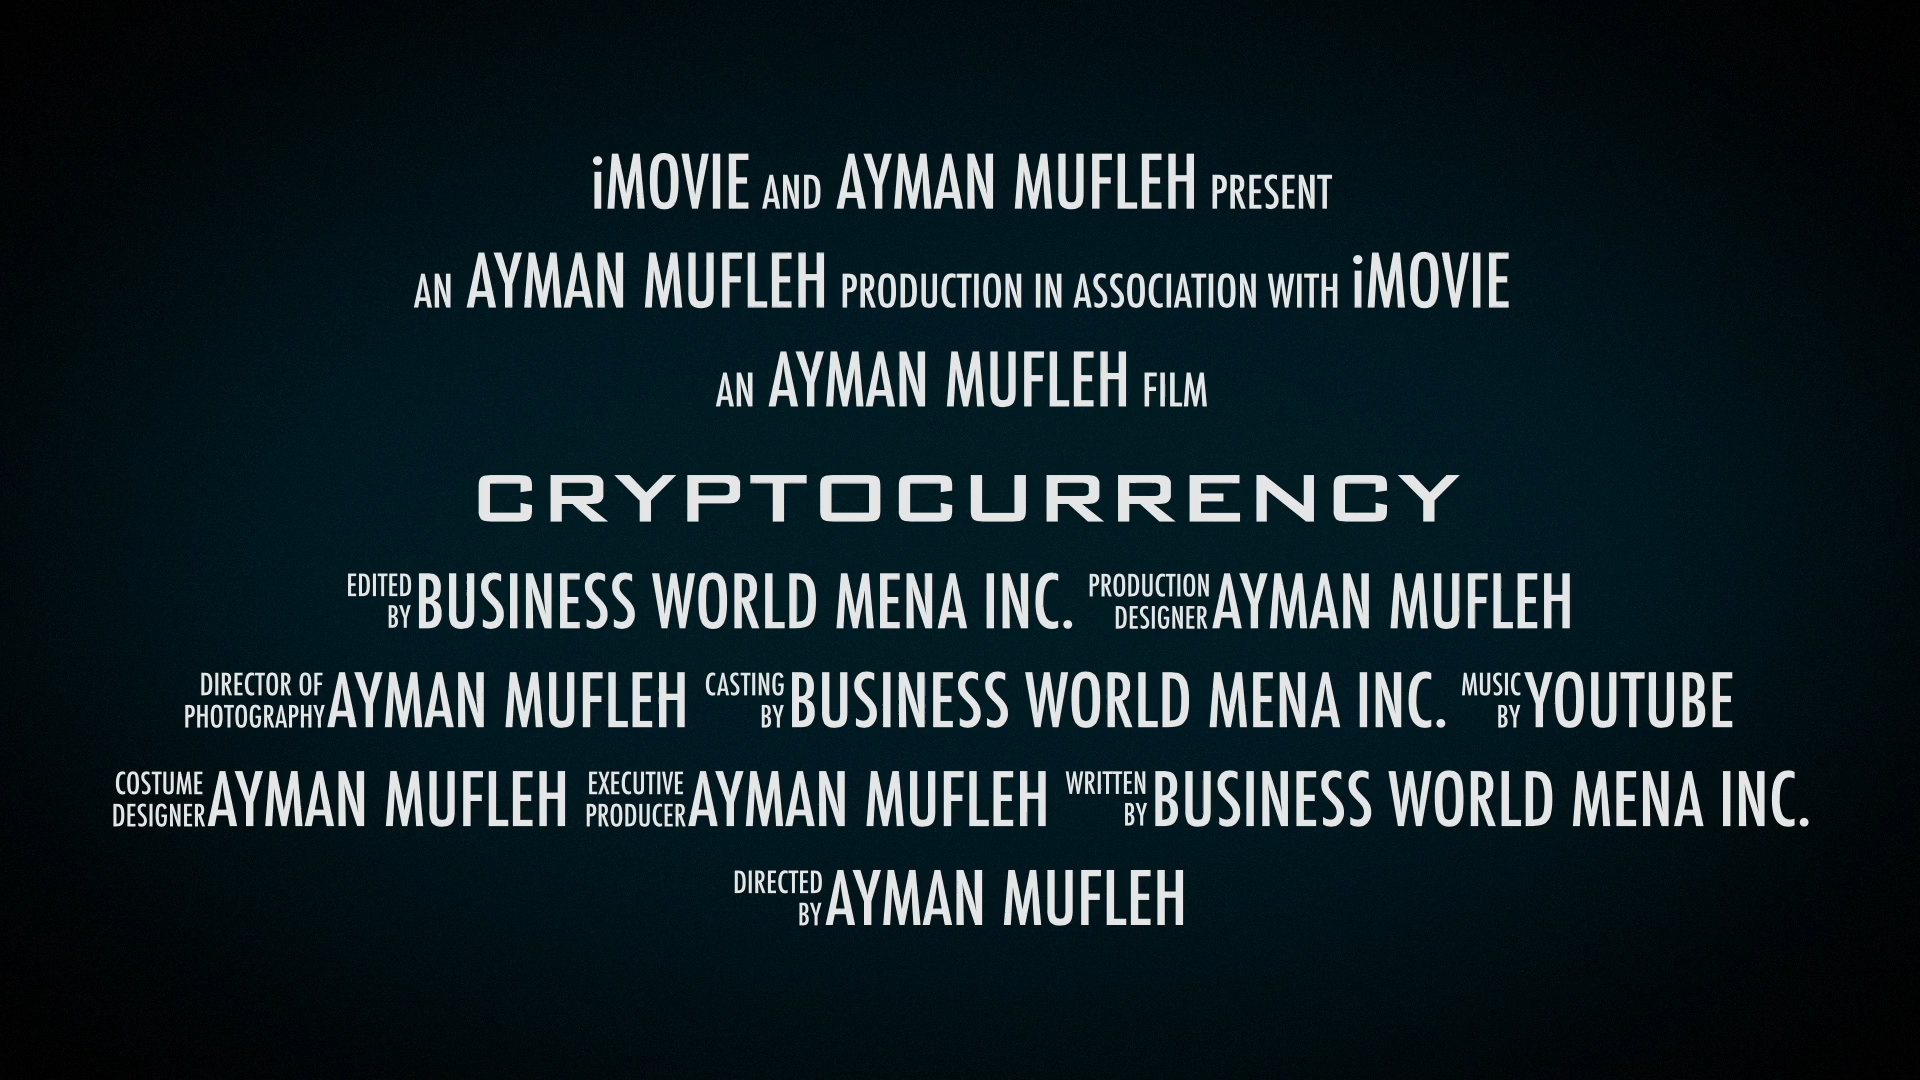 iMOVIE AND AYMAN MUFLEH PRESENT
AN AYMAN MUFLEH PRODUCTION IN ASSOCIATION WITH iMOVIE
AN AYMAN MUFLEH FILM
CRYPTOCURRENCY
EDITED BY BUSINESS WORLD MENA INC. PRODUCTION DESIGNER AYMAN MUFLEH
DIRECTOR OF PHOTOGRAPHY AYMAN MUFLEH CASTING BY BUSINESS WORLD MENA INC. MUSIC BY YOUTUBE
COSTUME DESIGNER AYMAN MUFLEH EXECUTIVE PRODUCER AYMAN MUFLEH WRITTEN BY BUSINESS WORLD MENA INC.
DIRECTED BY AYMAN MUFLEH